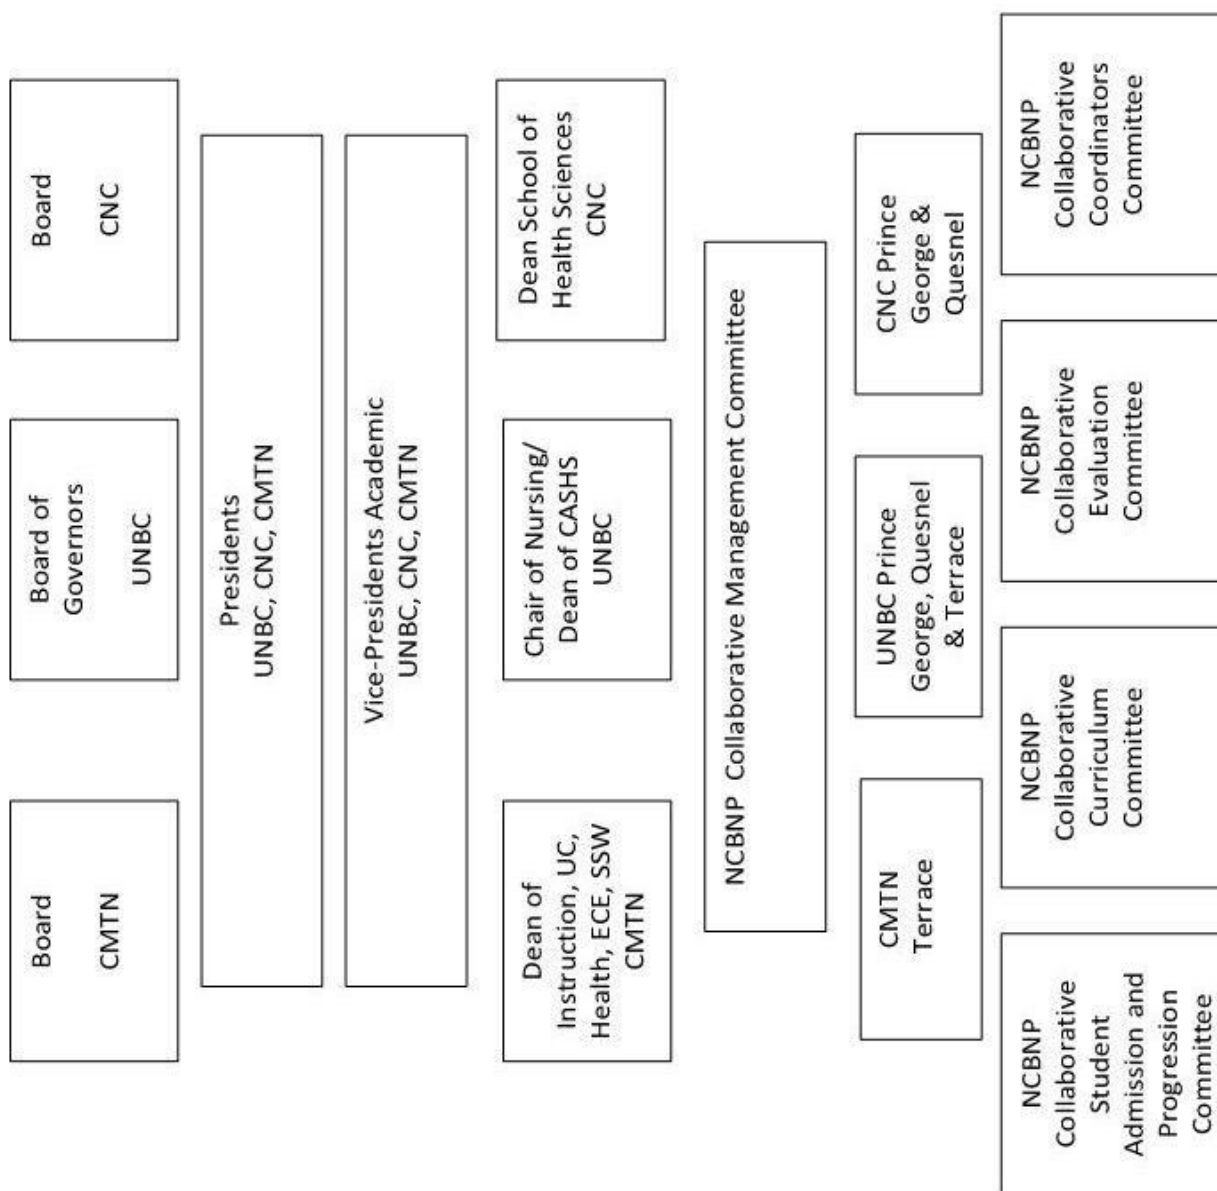 Board
CMTN
Board of
Governors
UNBC
Board
CNC
Presidents
UNBC, CNC, CMTN
Vice-Presidents Academic
UNBC, CNC, CMTN
Dean of
Instruction, UC,
Health, ECE, SSW
CMTN
Chair of Nursing/
Dean of CASHS
UNBC
Dean School of
Health Sciences
CNC
NCBNP Collaborative Management Committee
CMTN
Terrace
UNBC Prince
George, Quesnel
& Terrace
CNC Prince
George &
Quesnel
NCBNP
Collaborative
Student
Admission and
Progression
Committee
NCBNP
Collaborative
Curriculum
Committee
NCBNP
Collaborative
Evaluation
Committee
NCBNP
Collaborative
Coordinators
Committee